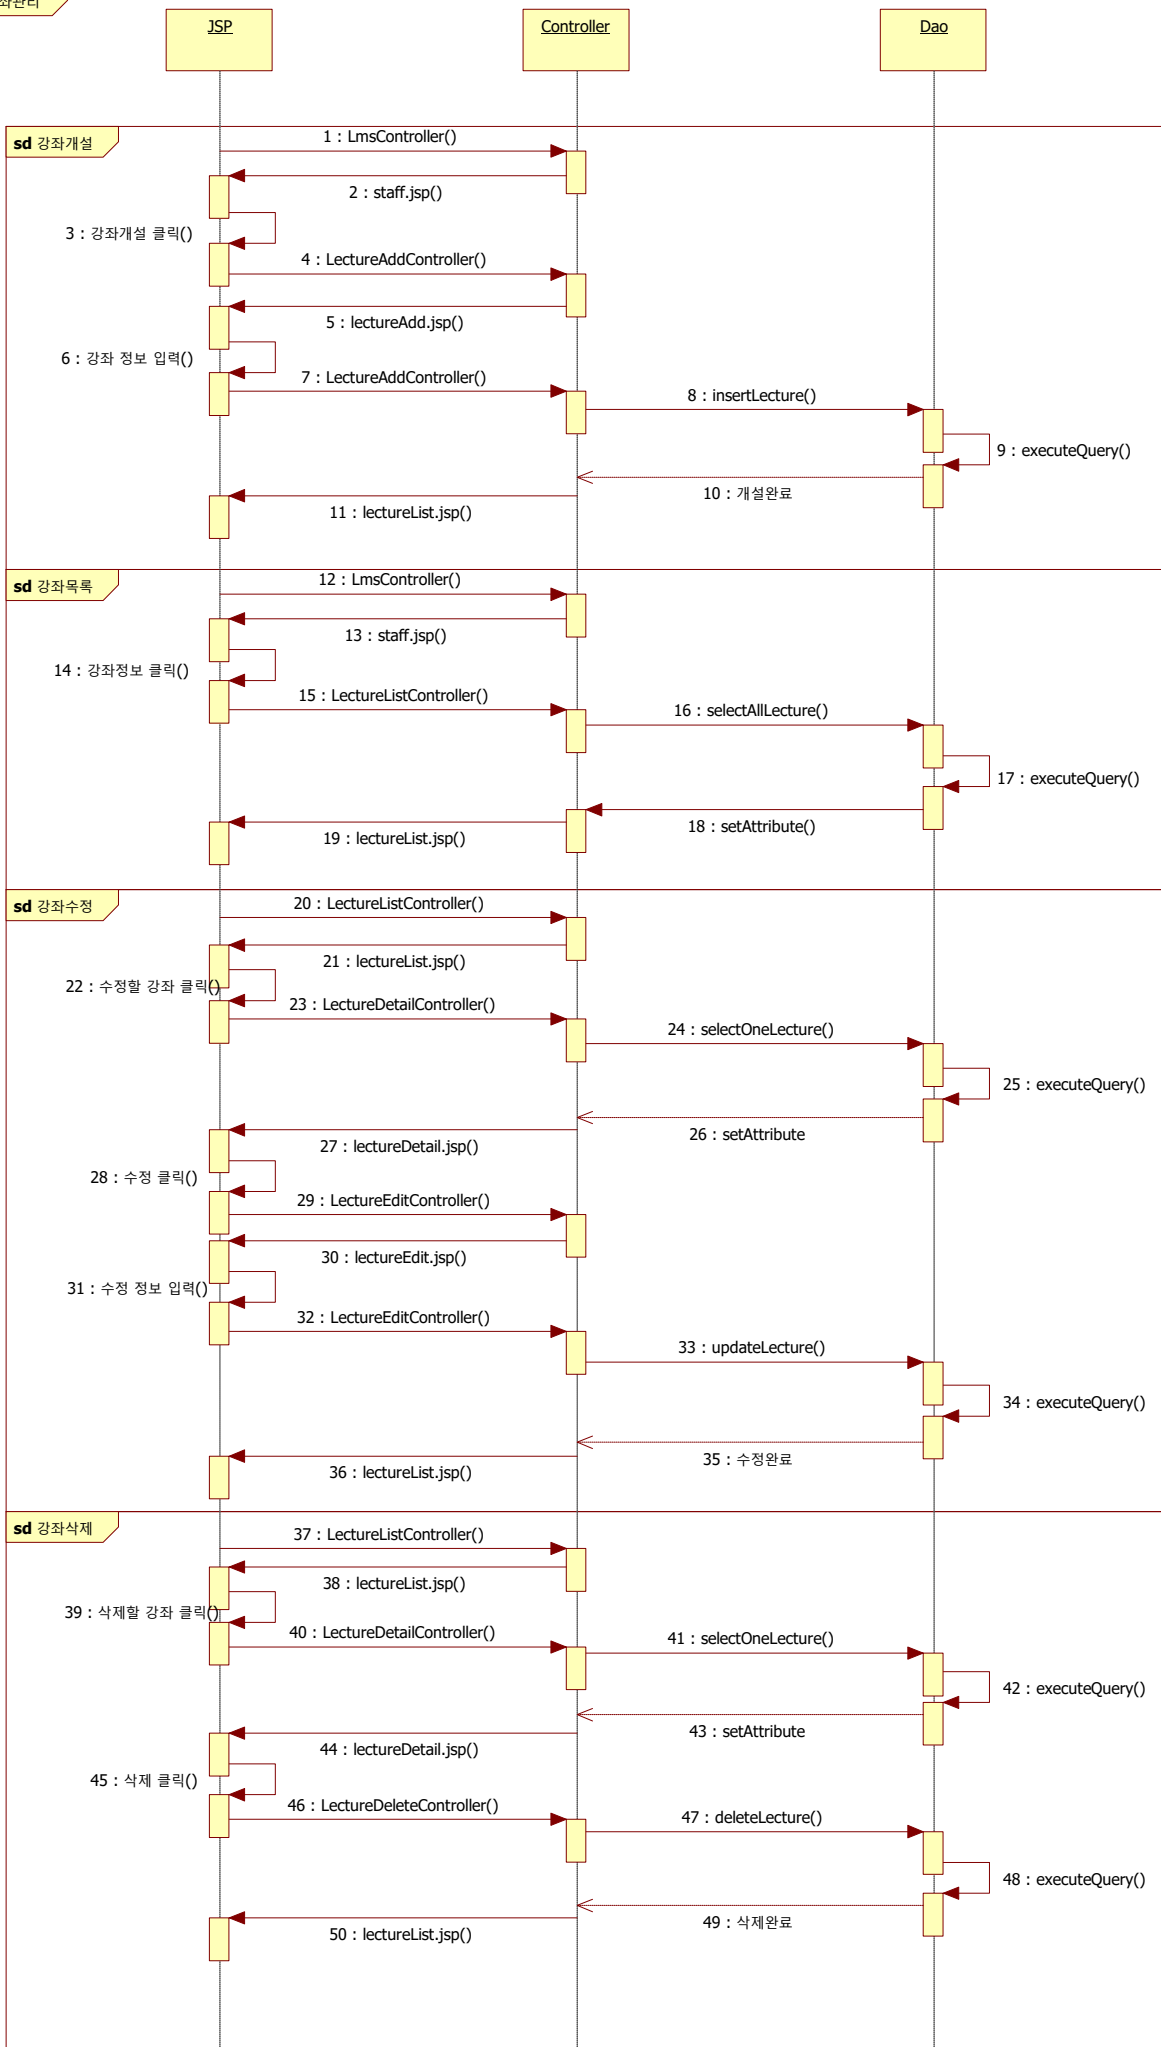 좌관리
JSP
Controller
Dao
sd 강좌개설
1 : LmsController()
2 : staff.jsp()
3 : 강좌개설 클릭()
4 : LectureAddController()
5 : lectureAdd.jsp()
6 : 강좌 정보 입력()
7 : LectureAddController()
8 : insertLecture()
9 : executeQuery()
10 : 개설완료
11 : lectureList.jsp()
sd 강좌목록
12 : LmsController()
13 : staff.jsp()
14 : 강좌정보 클릭()
15 : LectureListController()
16 : selectAllLecture()
17 : executeQuery()
18 : setAttribute()
19 : lectureList.jsp()
sd 강좌수정
20 : LectureListController()
21 : lectureList.jsp()
22 : 수정할 강좌 클릭()
23 : LectureDetailController()
24 : selectOneLecture()
25 : executeQuery()
26 : setAttribute
27 : lectureDetail.jsp()
28 : 수정 클릭()
29 : LectureEditController()
30 : lectureEdit.jsp()
31 : 수정 정보 입력()
32 : LectureEditController()
33 : updateLecture()
34 : executeQuery()
35 : 수정완료
36 : lectureList.jsp()
sd 강좌삭제
37 : LectureListController()
38 : lectureList.jsp()
39 : 삭제할 강좌 클릭()
40 : LectureDetailController()
41 : selectOneLecture()
42 : executeQuery()
43 : setAttribute
44 : lectureDetail.jsp()
45 : 삭제 클릭()
46 : LectureDeleteController()
47 : deleteLecture()
48 : executeQuery()
49 : 삭제완료
50 : lectureList.jsp()